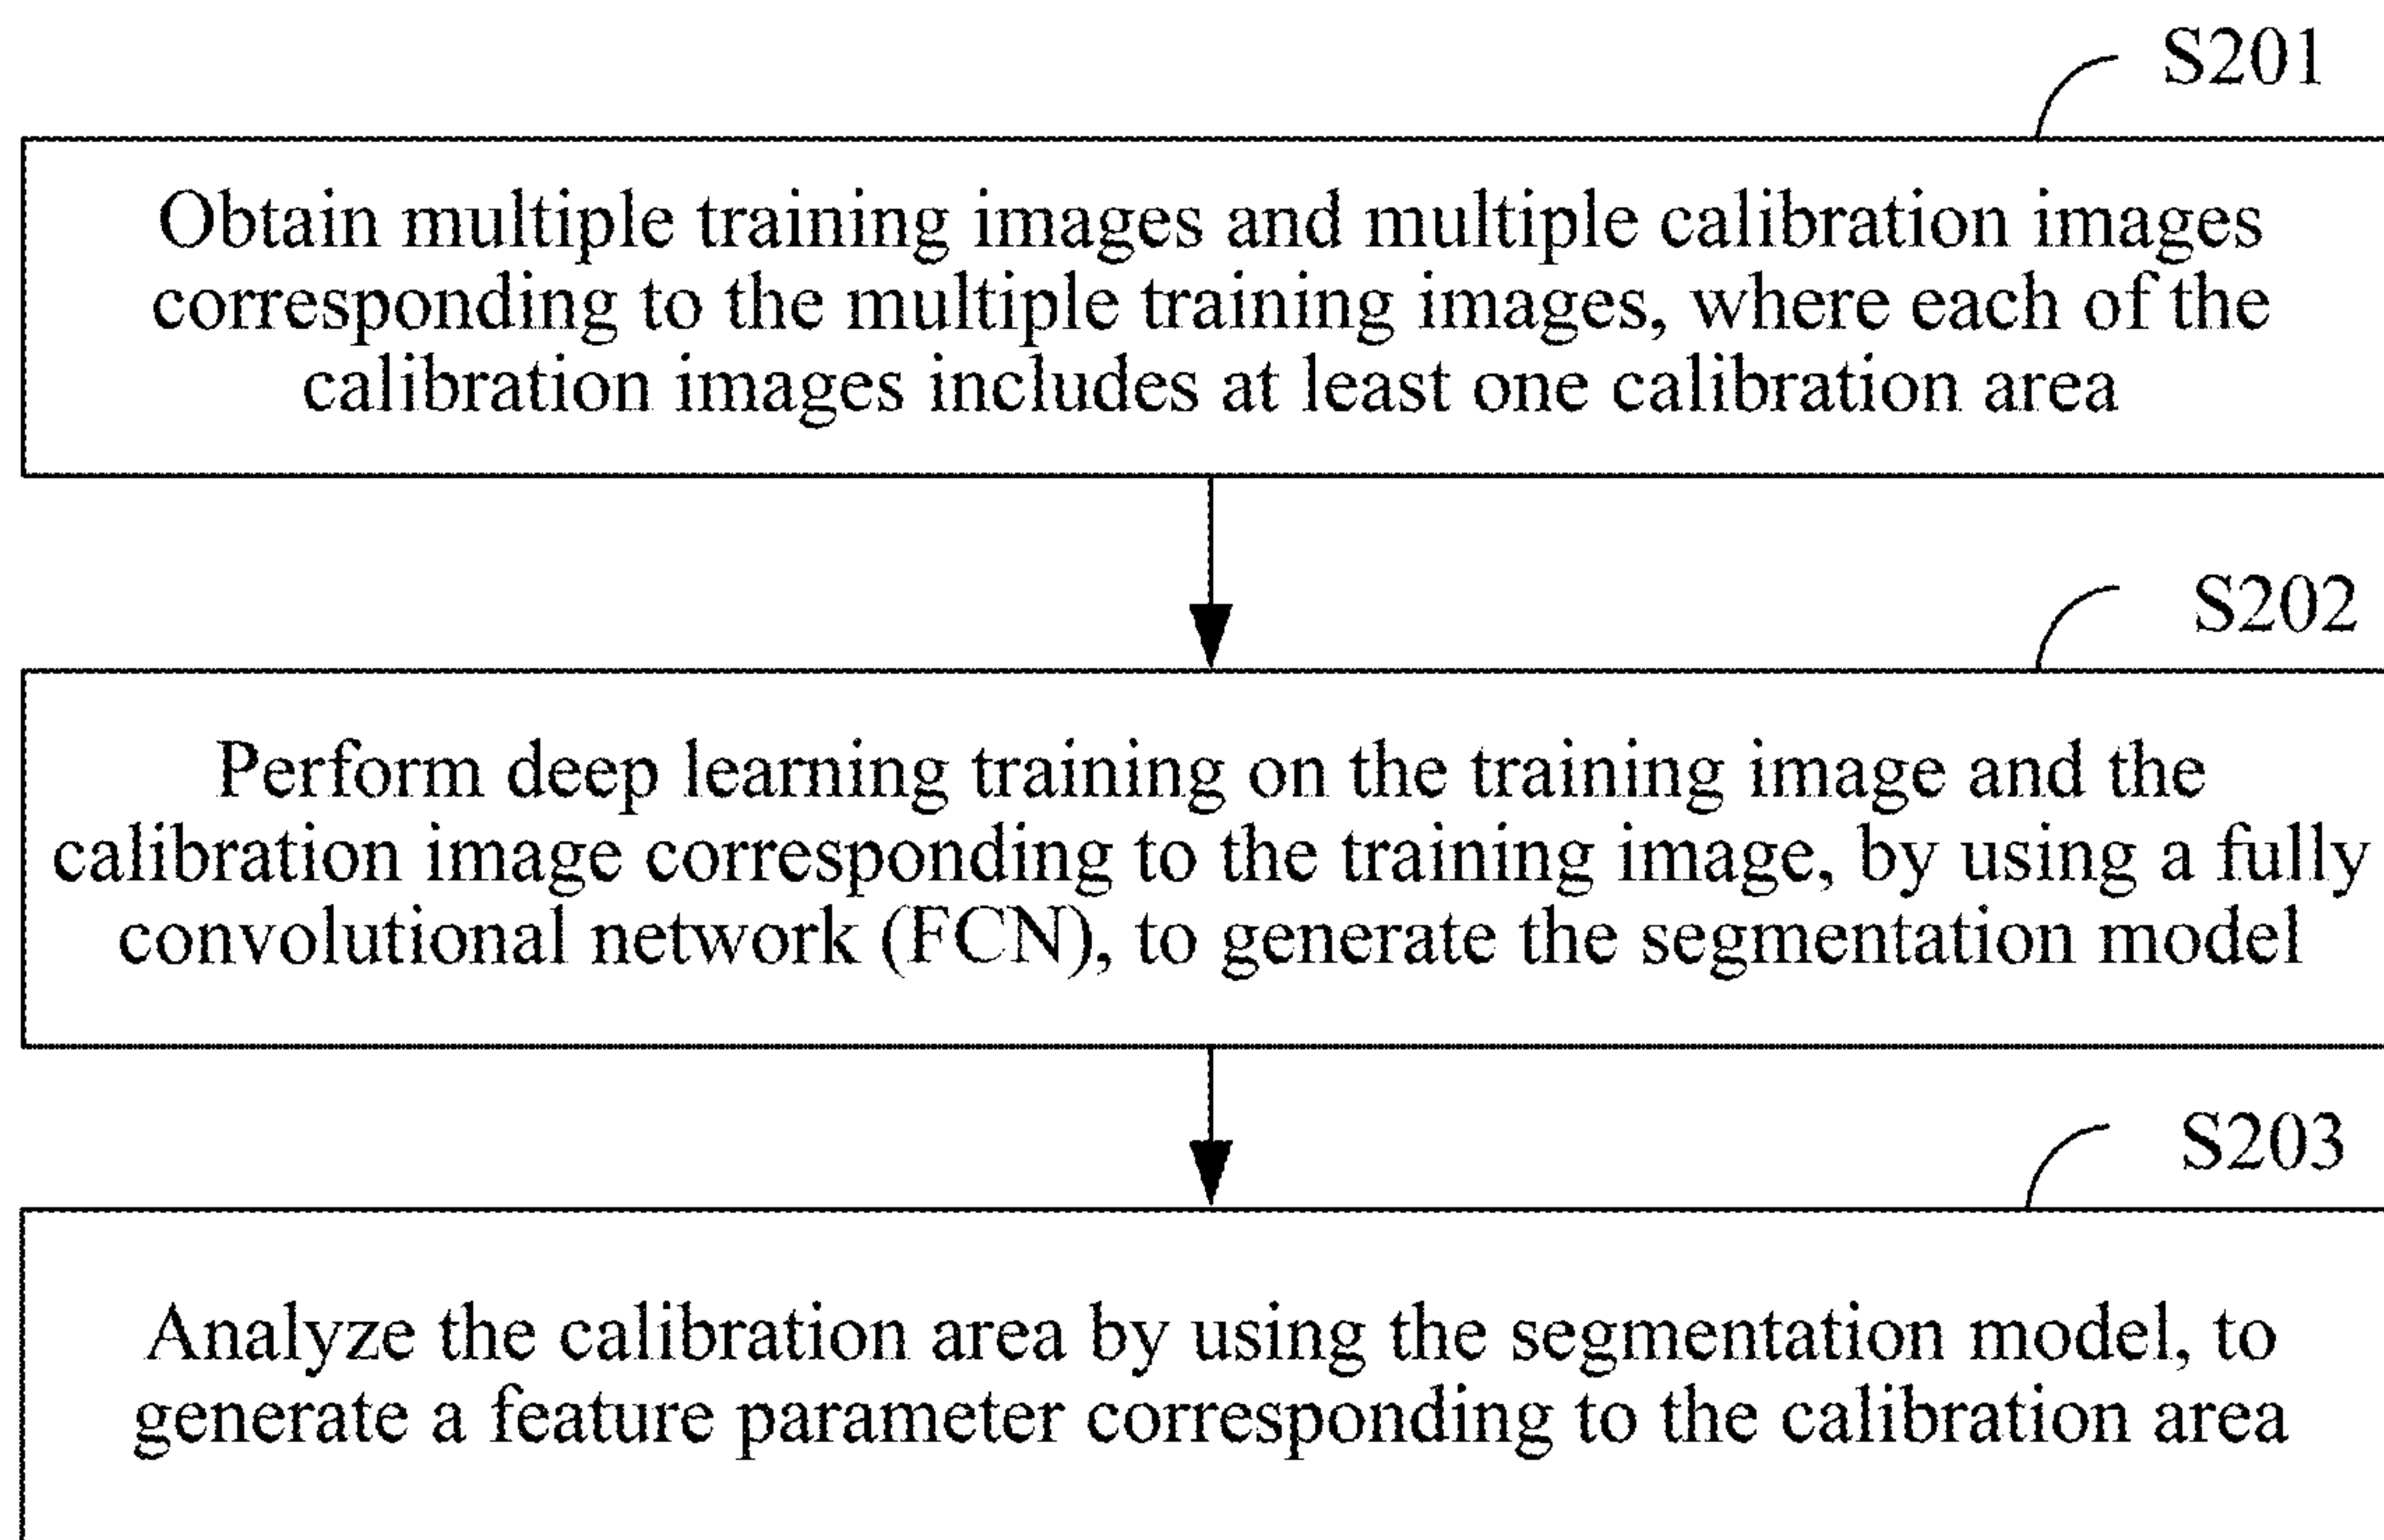 S201
Obtain multiple training images and multiple calibration images
corresponding to the multiple training images, where each of the
calibration images includes at least one calibration area
S202
Perform deep learning training on the training image and the
calibration image corresponding to the training image, by using a fully
convolutional network (FCN), to generate the segmentation model
S203
Analyze the calibration area by using the segmentation model, to
generate a feature parameter corresponding to the calibration area